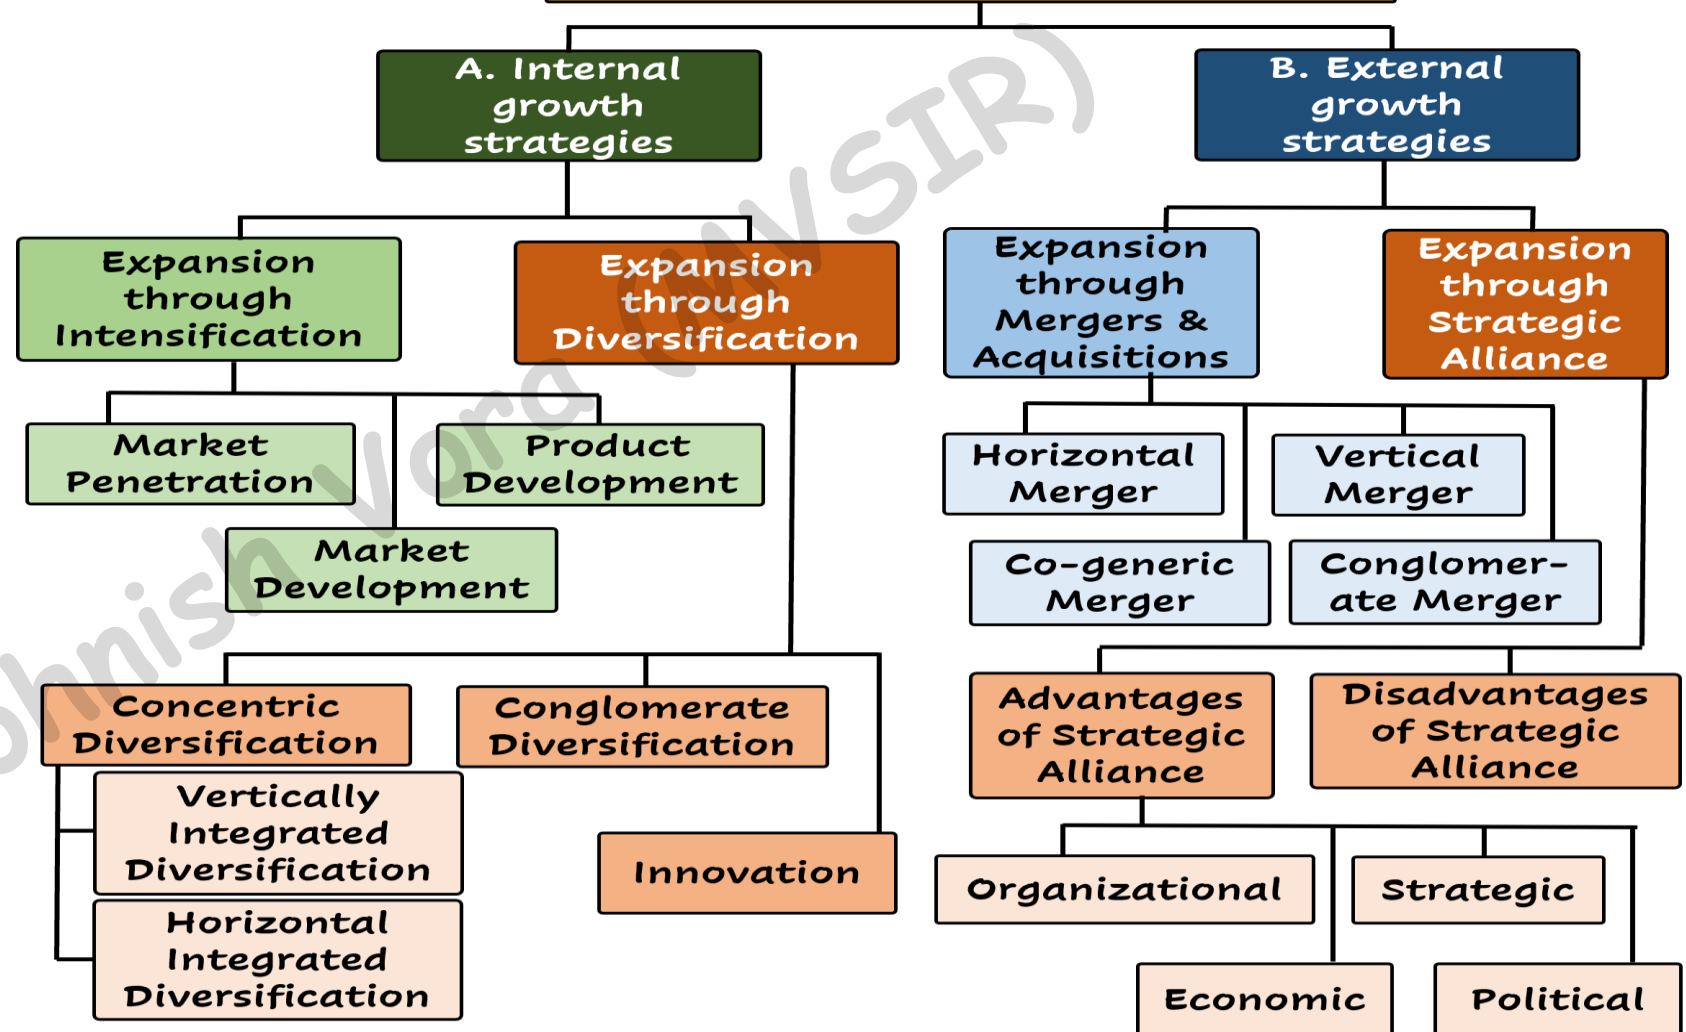 A. Internal
growth
strategies
B. External
growth
strategies
Expansion
through
Intensification
Expansion
through
Diversification
Expansion
through
Mergers &
Acquisitions
Expansion
through
Strategic
Alliance
Market
Penetration
Product
Development
Market
Development
Horizontal
Merger
Vertical
Merger
Co-generic
Merger
Conglomer-
ate Merger
Concentric
Diversification
Conglomerate
Diversification
Vertically
Integrated
Diversification
Horizontal
Integrated
Diversification
Innovation
Advantages
of Strategic
Alliance
Disadvantages
of Strategic
Alliance
Organizational
Strategic
Economic
Political
Vora (MVSIR)